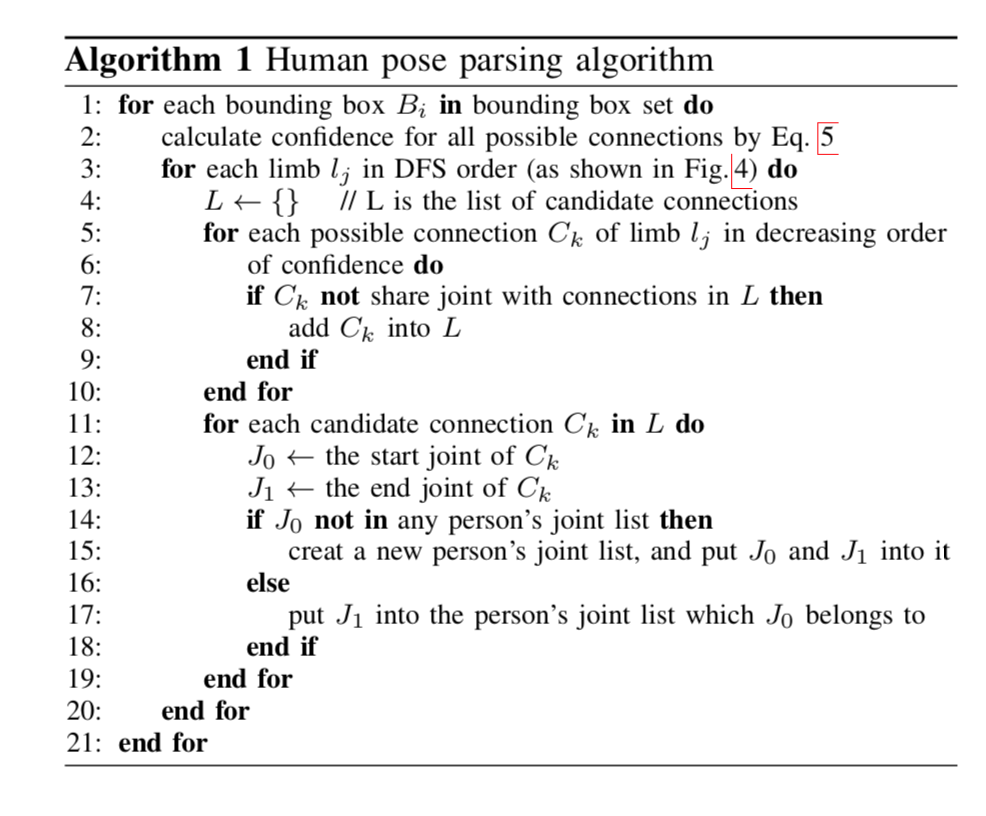 Algorithm 1 Human pose parsing algorithm
1: for each bounding box B_i in bounding box set do
2: calculate confidence for all possible connections by Eq. 5
3: for each limb l_j in DFS order (as shown in Fig. 4) do
4: L ← {} // L is the list of candidate connections
5: for each possible connection C_k of limb l_j in decreasing order
6: of confidence do
7: if C_k not share joint with connections in L then
8: add C_k into L
9: end if
10: end for
11: for each candidate connection C_k in L do
12: J_0 ← the start joint of C_k
13: J_1 ← the end joint of C_k
14: if J_0 not in any person's joint list then
15: creat a new person's joint list, and put J_0 and J_1 into it
16: else
17: put J_1 into the person's joint list which J_0 belongs to
18: end if
19: end for
20: end for
21: end for